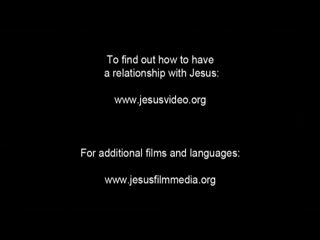 To find out how to have
a relationship with Jesus:
www.jesusvideo.org
For additional films and languages:
www.jesusfilmmedia.org